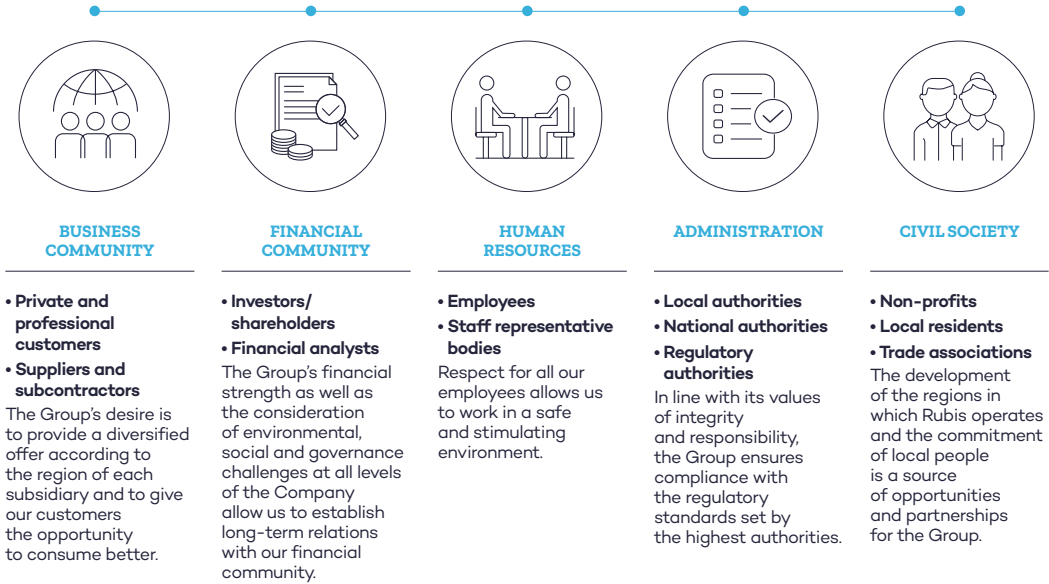 BUSINESS
COMMUNITY
• Private and
professional
customers
• Suppliers and
subcontractors
The Group's desire is
to provide a diversified
offer according to
the region of each
subsidiary and to give
our customers
the opportunity
to consume better.
FINANCIAL
COMMUNITY
• Investors/
shareholders
• Financial analysts
The Group's financial
strength as well as
the consideration
of environmental,
social and governance
challenges at all levels
of the Company
allow us to establish
long-term relations
with our financial
community.
HUMAN
RESOURCES
• Employees
• Staff representative
bodies
Respect for all our
employees allows us
to work in a safe
and stimulating
environment.
ADMINISTRATION
• Local authorities
• National authorities
• Regulatory
authorities
In line with its values
of integrity
and responsibility,
the Group ensures
compliance with
the regulatory
standards set by
the highest authorities.
CIVIL SOCIETY
• Non-profits
• Local residents
• Trade associations
The development
of the regions in
which Rubis operates
and the commitment
of local people
is a source
of opportunities
and partnerships
for the Group.